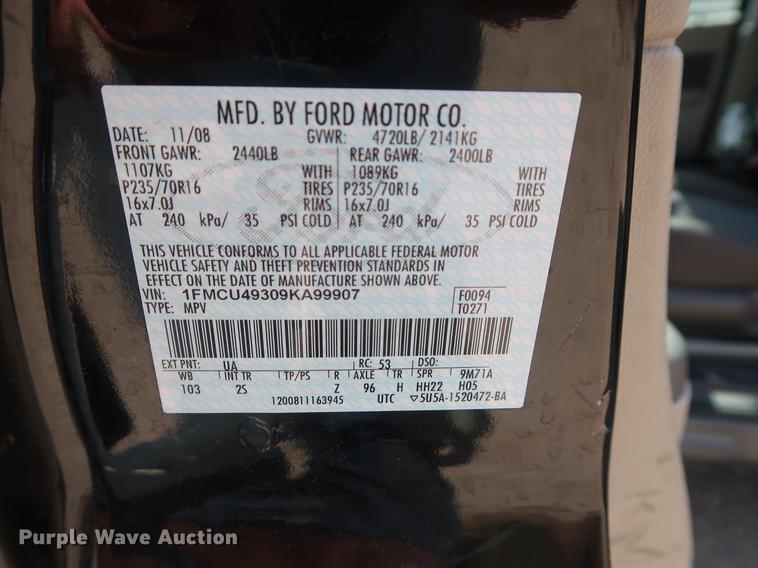 MFD. BY FORD MOTOR CO.
DATE: 11/08 GVWR: 4720LB/ 2141KG
FRONT GAWR: 2440LB REAR GAWR: 2400LB
1107KG WITH 1089KG WITH
P235/70R16 TIRES P235/70R16 TIRES
16x7.0J RIMS 16x7.0J RIMS
AT 240 kPa/ 35 PSI COLD AT 240 kPa/ 35 PSI COLD
THIS VEHICLE CONFORMS TO ALL APPLICABLE FEDERAL MOTOR
VEHICLE SAFETY AND THEFT PREVENTION STANDARDS IN
EFFECT ON THE DATE OF MANUFACTURE SHOWN ABOVE.
VIN: 1FMCU49309KA99907 F0094
TYPE: MPV T0271
EXT PNT: UA RC: 53 DSO:
WB INT TR TP/PS R AXLE TR SPR 9M71A
103 2S Z 96 H HH22 H05
1200811163945 UTC ▽5U5A-1520472-BA
Purple Wave Auction